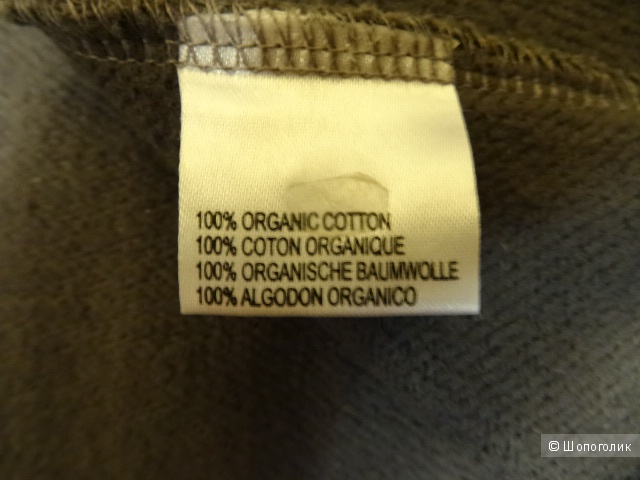 100% ORGANIC COTTON
100% COTON ORGANIQUE
100% ORGANISCHE BAUMWOLLE
100% ALGODON ORGANICO
© Шопоголик